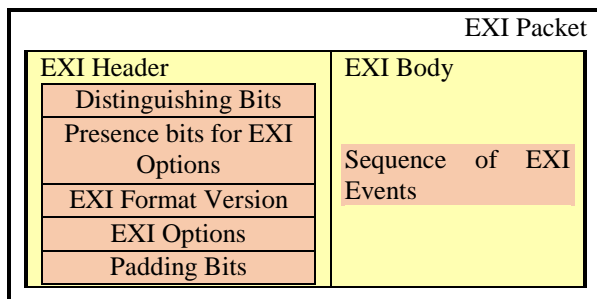 EXI Packet
EXI Header
Distinguishing Bits
Presence bits for EXI
Options
EXI Format Version
EXI Options
Padding Bits
EXI Body
Sequence of EXI
Events